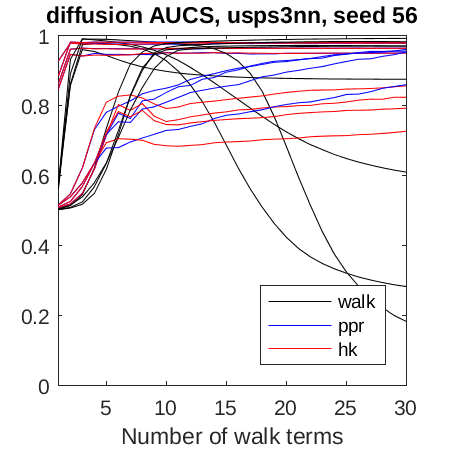 diffusion AUCS, usps3nn, seed 56
1
0.8
0.6
0.4
0.2
0
walk
ppr
hk
5 10 15 20 25 30
Number of walk terms